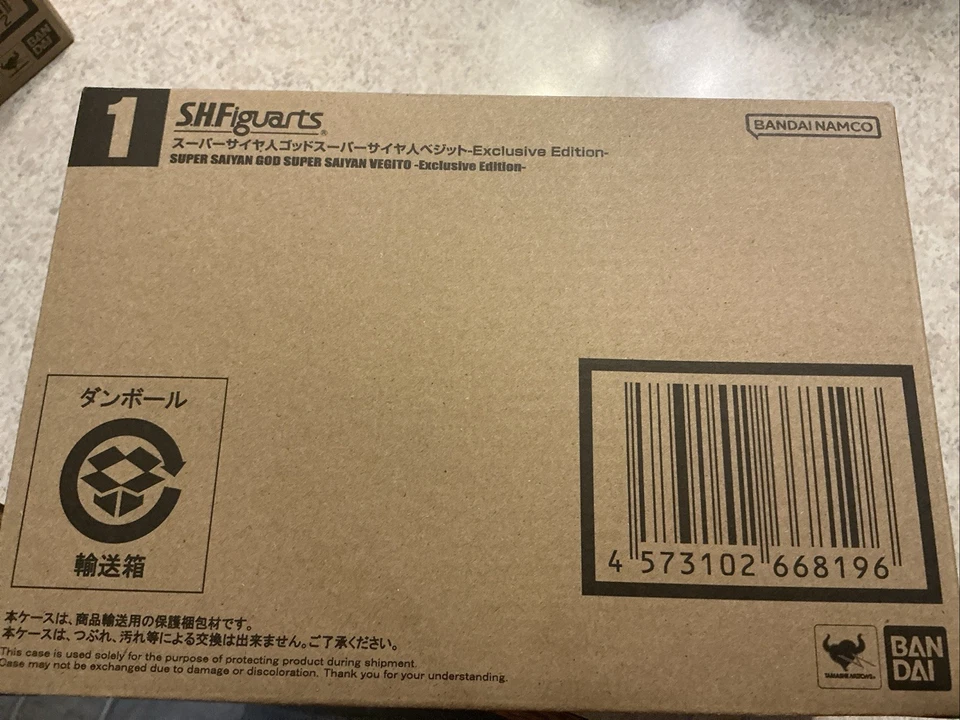 1
S.H.Figuarts®
BANDAI NAMCO
スーパーサイヤ人ゴッドスーパーサイヤ人ベジット-Exclusive Edition-
SUPER SAIYAN GOD SUPER SAIYAN VEGITO -Exclusive Edition-
ダンボール
輸送箱
4 573102 668196
本ケースは、商品輸送用の保護梱包材です。
本ケースは、つぶれ、汚れ等による交換は出来ません。ご了承ください。
This case is used solely for the purpose of protecting product during shipment.
Case may not be exchanged due to damage or discoloration. Thank you for your understanding.
TAMASHII NATIONS
BAN
DAI
BAN
DAI